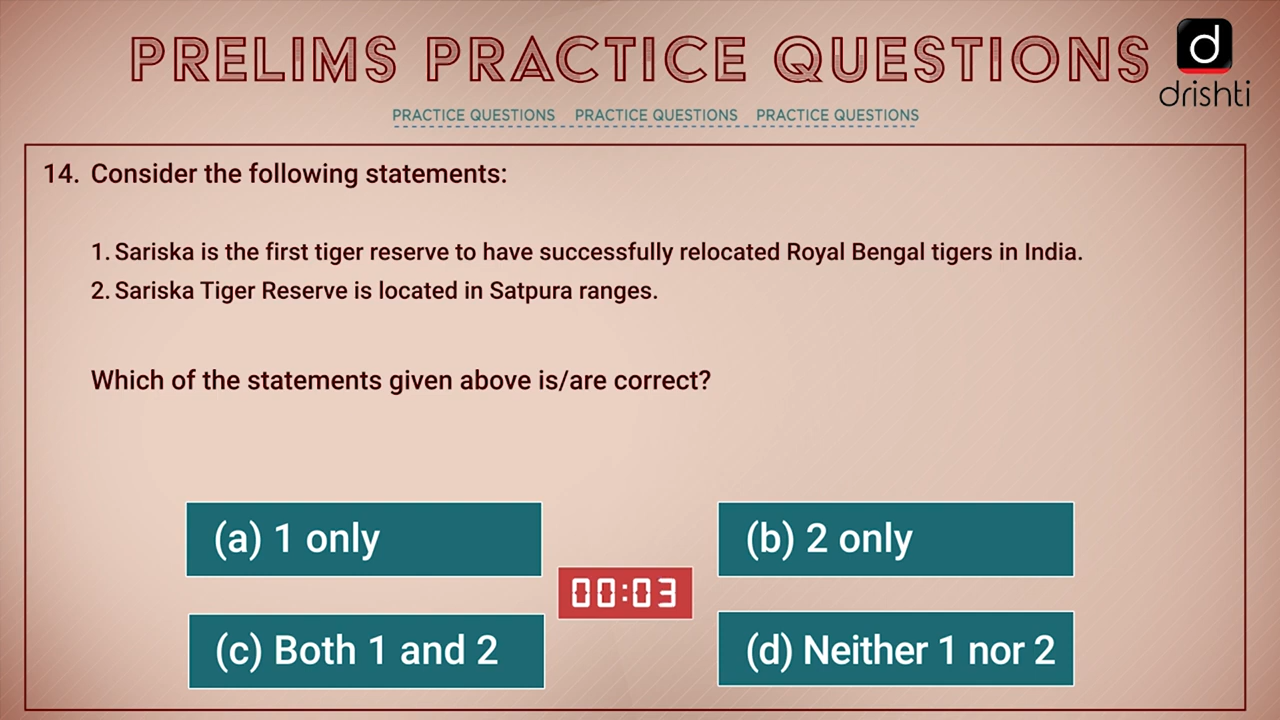 PRELIMS PRACTICE QUESTIONS
d
drishti
PRACTICE QUESTIONS PRACTICE QUESTIONS PRACTICE QUESTIONS
14. Consider the following statements:
1. Sariska is the first tiger reserve to have successfully relocated Royal Bengal tigers in India.
2. Sariska Tiger Reserve is located in Satpura ranges.
Which of the statements given above is/are correct?
(a) 1 only
(b) 2 only
00:03
(c) Both 1 and 2
(d) Neither 1 nor 2